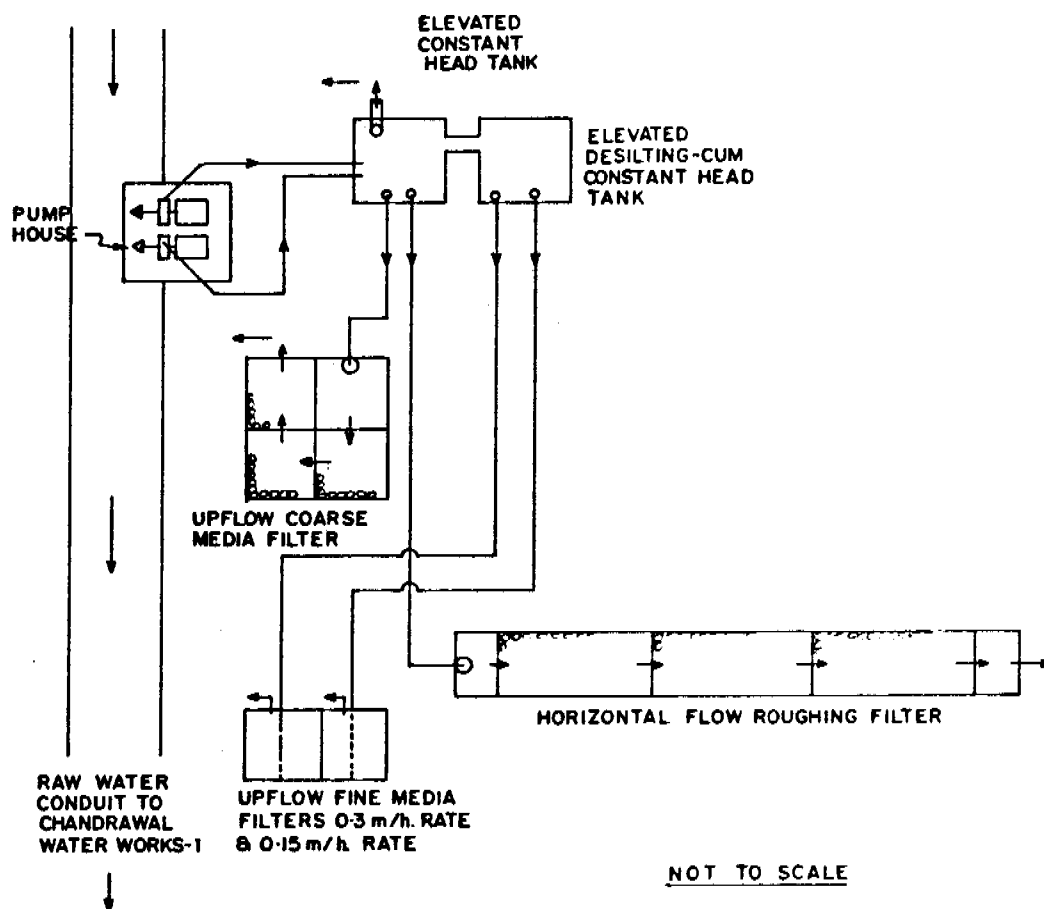 ELEVATED
CONSTANT
HEAD TANK
ELEVATED
DESILTING-CUM
CONSTANT HEAD
TANK
PUMP
HOUSE
UPFLOW COARSE
MEDIA FILTER
HORIZONTAL FLOW ROUGHING FILTER
RAW WATER
CONDUIT TO
CHANDRAWAL
WATER WORKS-1
UPFLOW FINE MEDIA
FILTERS 0·3 m/h. RATE
& 0·15 m/h. RATE
NOT TO SCALE